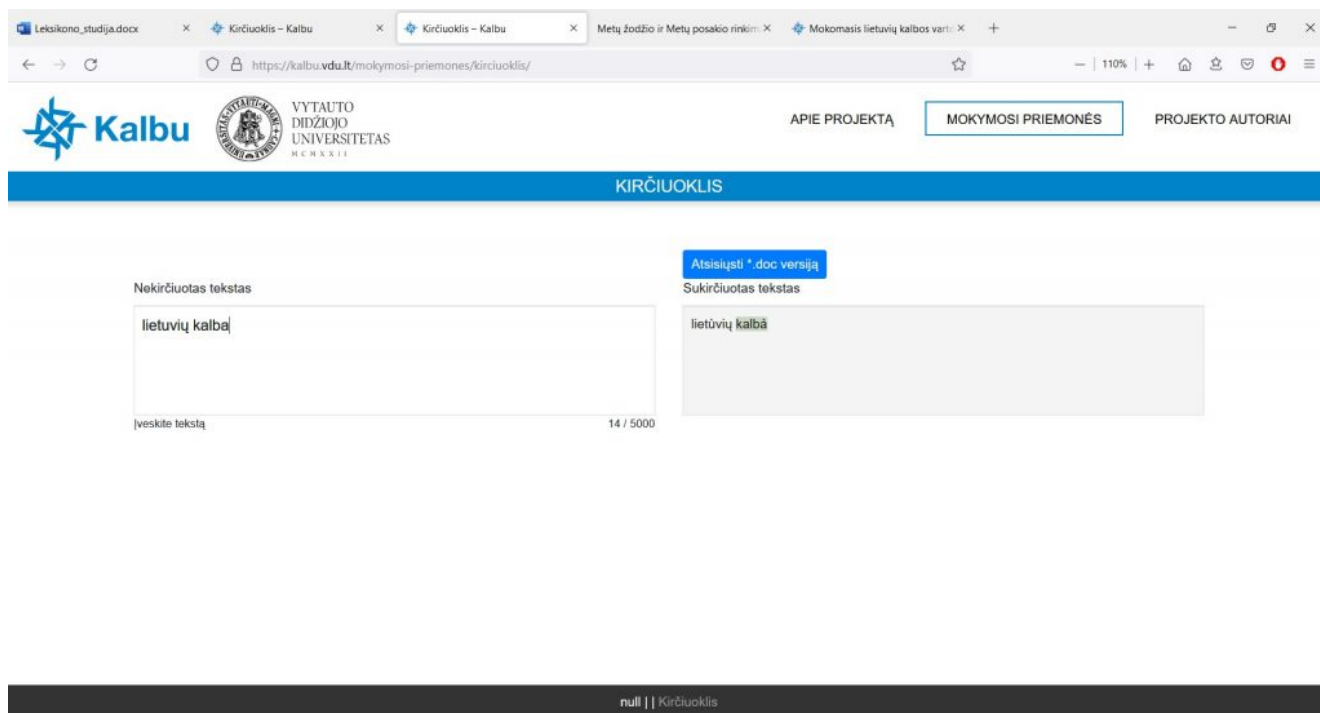 Leksikono_studija.docx Kirčiuoklis – Kalbu Kirčiuoklis – Kalbu Metų žodžio ir Metų posakio rinkim Mokomasis lietuvių kalbos varto
https://kalbu.vdu.lt/mokymosi-priemones/kirciuoklis/ 110%
Kalbu
VYTAUTO
DIDŽIOJO
UNIVERSITETAS
MCMXXII
APIE PROJEKTĄ MOKYMOSI PRIEMONĖS PROJEKTO AUTORIAI
KIRČIUOKLIS
Atsisiųsti *.doc versiją
Nekirčiuotas tekstas Sukirčiuotas tekstas
lietuvių kalba lietùvių kalbà
Įveskite tekstą 14 / 5000
null | | Kirčiuoklis